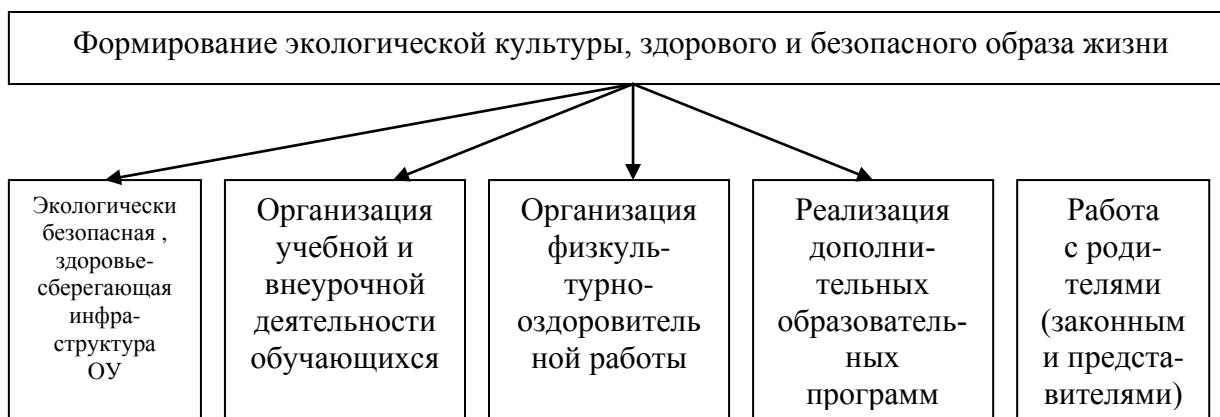 Формирование экологической культуры, здорового и безопасного образа жизни
Экологически
безопасная ,
здоровье-
сберегающая
инфра-
структура
ОУ
Организация
учебной и
внеурочной
деятельности
обучающихся
Организация
физкуль-
турно-
оздоровитель
ной работы
Реализация
дополни-
тельных
образователь-
ных
программ
Работа
с роди-
телями
(законным
и предста-
вителями)